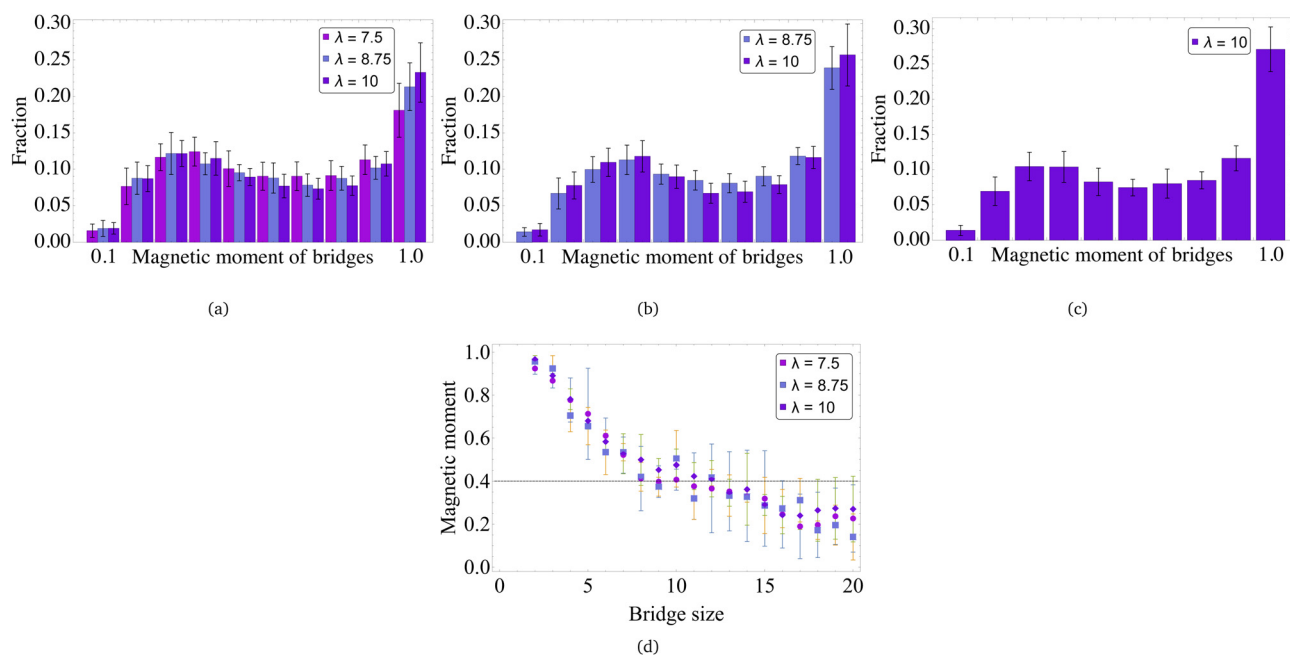 0.30
0.25
0.20
0.15
0.10
0.05
0.00
Fraction
λ = 7.5
λ = 8.75
λ = 10
0.1 Magnetic moment of bridges 1.0
(a)
0.30
0.25
0.20
0.15
0.10
0.05
0.00
Fraction
λ = 8.75
λ = 10
0.1 Magnetic moment of bridges 1.0
(b)
0.30
0.25
0.20
0.15
0.10
0.05
0.00
Fraction
λ = 10
0.1 Magnetic moment of bridges 1.0
(c)
1.0
0.8
0.6
0.4
0.2
0.0
Magnetic moment
λ = 7.5
λ = 8.75
λ = 10
0 5 10 15 20
Bridge size
(d)